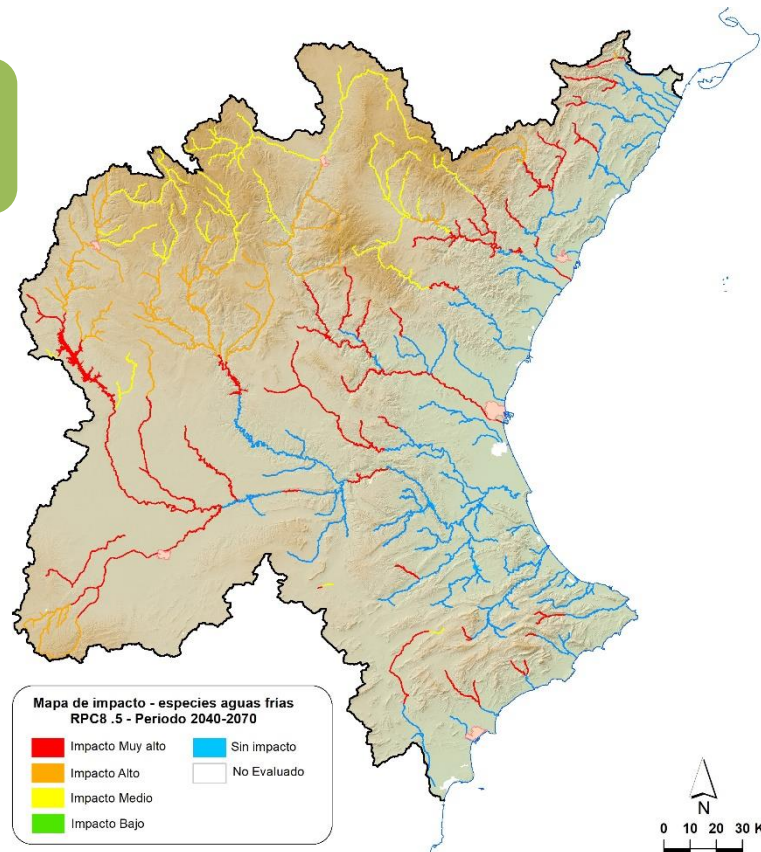 Mapa de impacto - especies aguas frías
RPC8 .5 - Periodo 2040-2070
Impacto Muy alto
Sin impacto
Impacto Alto
No Evaluado
Impacto Medio
Impacto Bajo
N
0 10 20 30 K